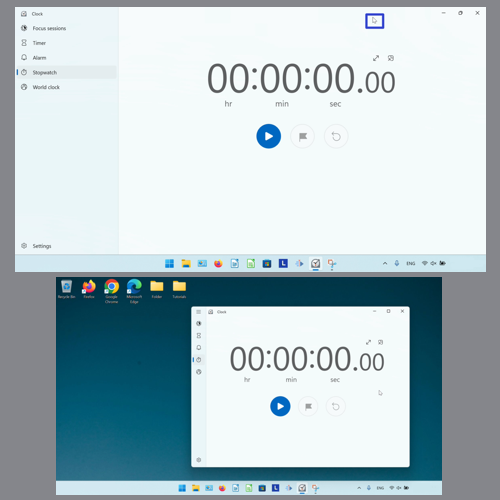 Clock
Focus sessions
Timer
Alarm
Stopwatch
World clock
00:00:00.00
hr min sec
Settings
ENG
Recycle Bin Firefox Google Chrome Microsoft Edge Folder Tutorials
Clock
00:00:00.00
hr min sec
ENG